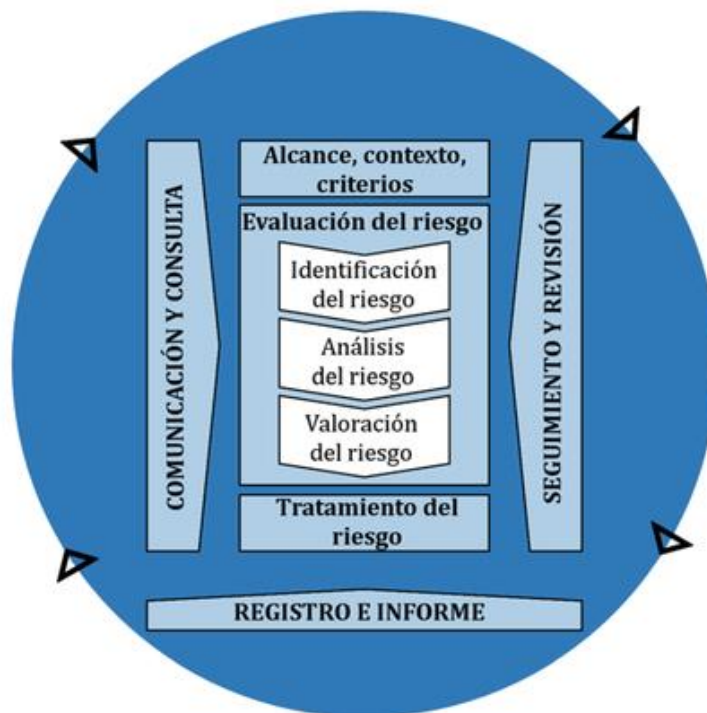 Alcance, contexto,
criterios
Evaluación del riesgo
Identificación
del riesgo
Análisis
del riesgo
Valoración
del riesgo
Tratamiento del
riesgo
COMUNICACIÓN Y CONSULTA
SEGUIMIENTO Y REVISIÓN
REGISTRO E INFORME